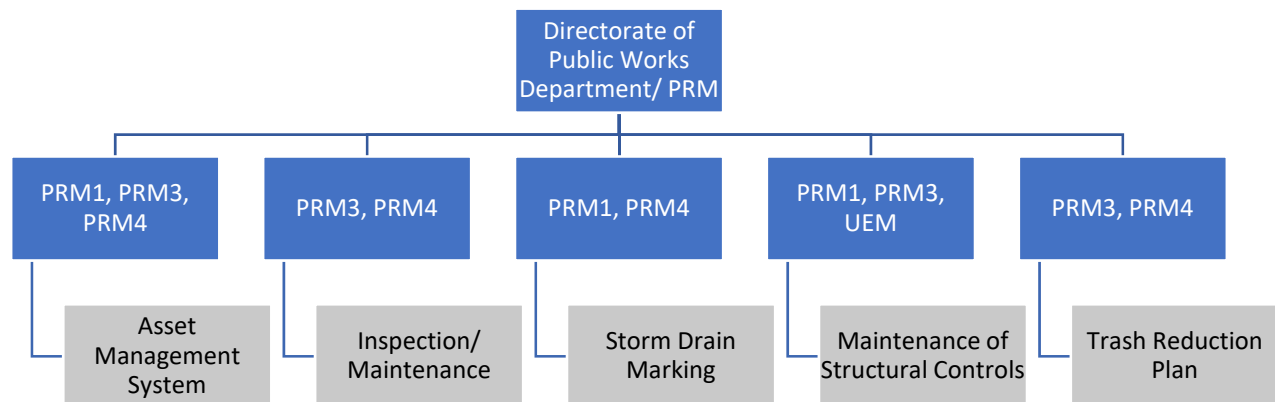 Directorate of
Public Works
Department/ PRM
PRM1, PRM3,
PRM4
PRM3, PRM4
PRM1, PRM4
PRM1, PRM3,
UEM
PRM3, PRM4
Asset
Management
System
Inspection/
Maintenance
Storm Drain
Marking
Maintenance of
Structural Controls
Trash Reduction
Plan